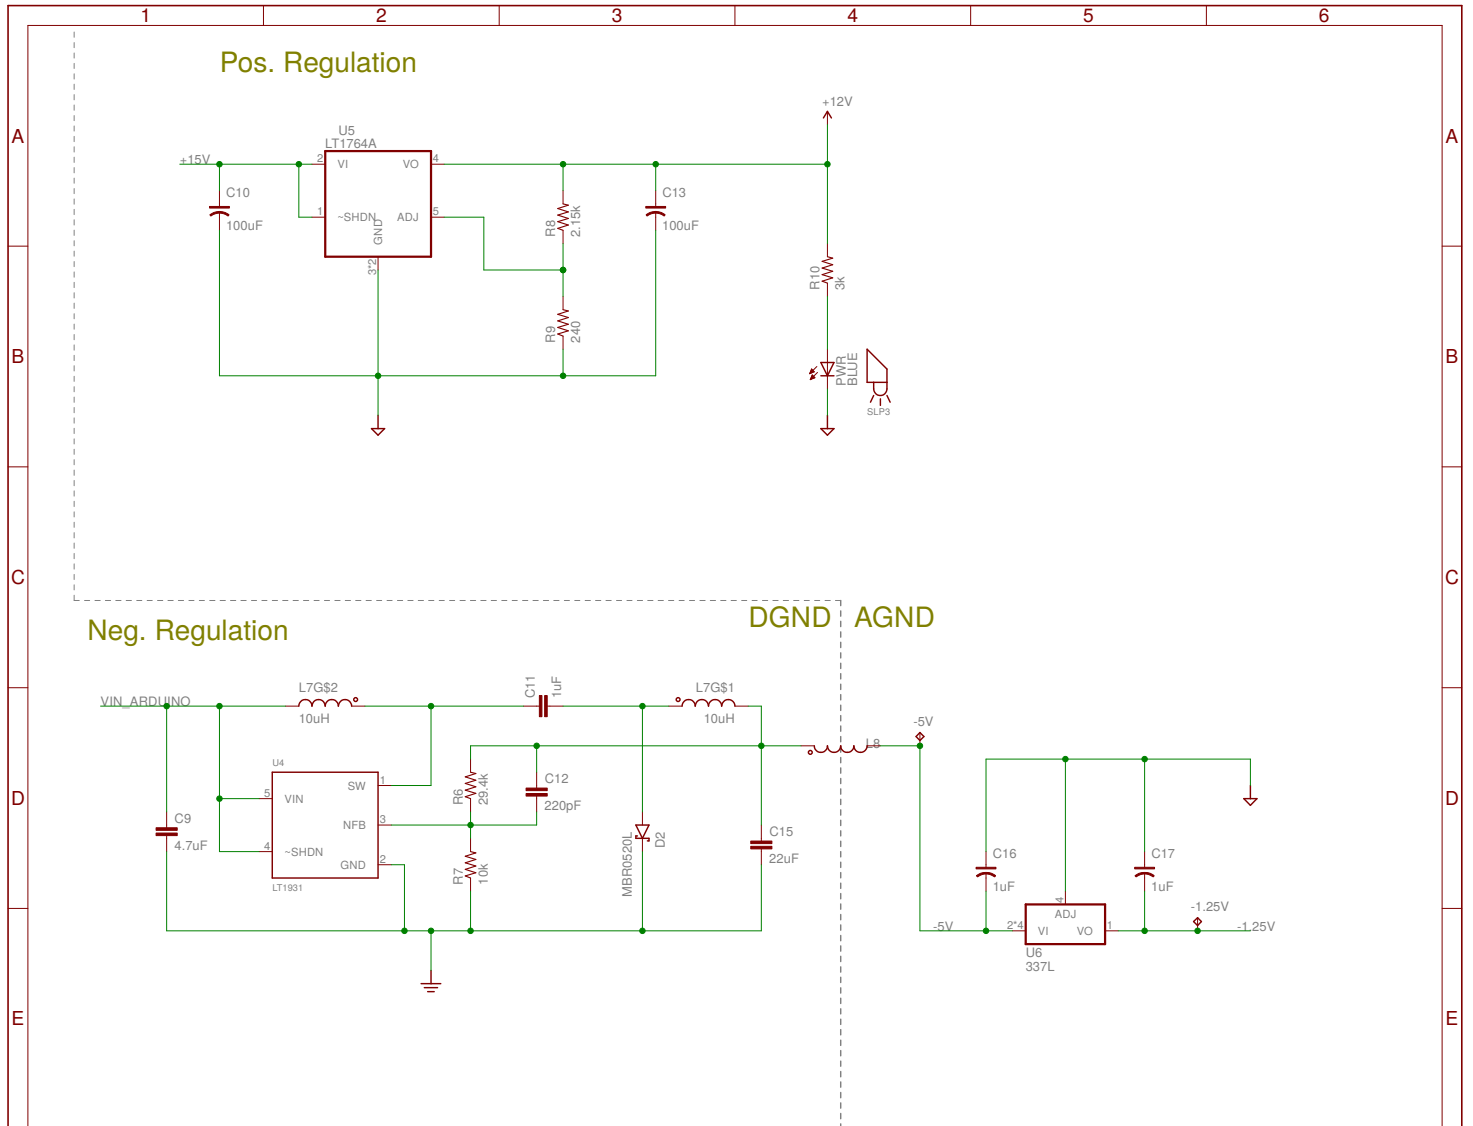 1 2 3 4 5 6
Pos. Regulation
+12V
A A
U5
LT1764A
+15V 2 VI VO 4
C10
100uF
1 ~SHDN ADJ 5
GND
3*2
R8
2.15k
C13
100uF
R10
3k
R9
240
B B
PWR
BLUE
SLP3
C C
Neg. Regulation
DGND AGND
VIN_ARDUINO
L7G$2
10uH
C11
1uF
L7G$1
10uH
-5V
L8
U4
5 VIN SW 1
NFB 3
4 ~SHDN
GND 2
LT1931
R6
29.4k
C12
220pF
D D
C9
4.7uF
R7
10k
MBR0520L
D2
C15
22uF
C16
1uF
C17
1uF
4
ADJ
-5V 2*4 VI VO 1
-1.25V
-1.25V
U6
337L
E E